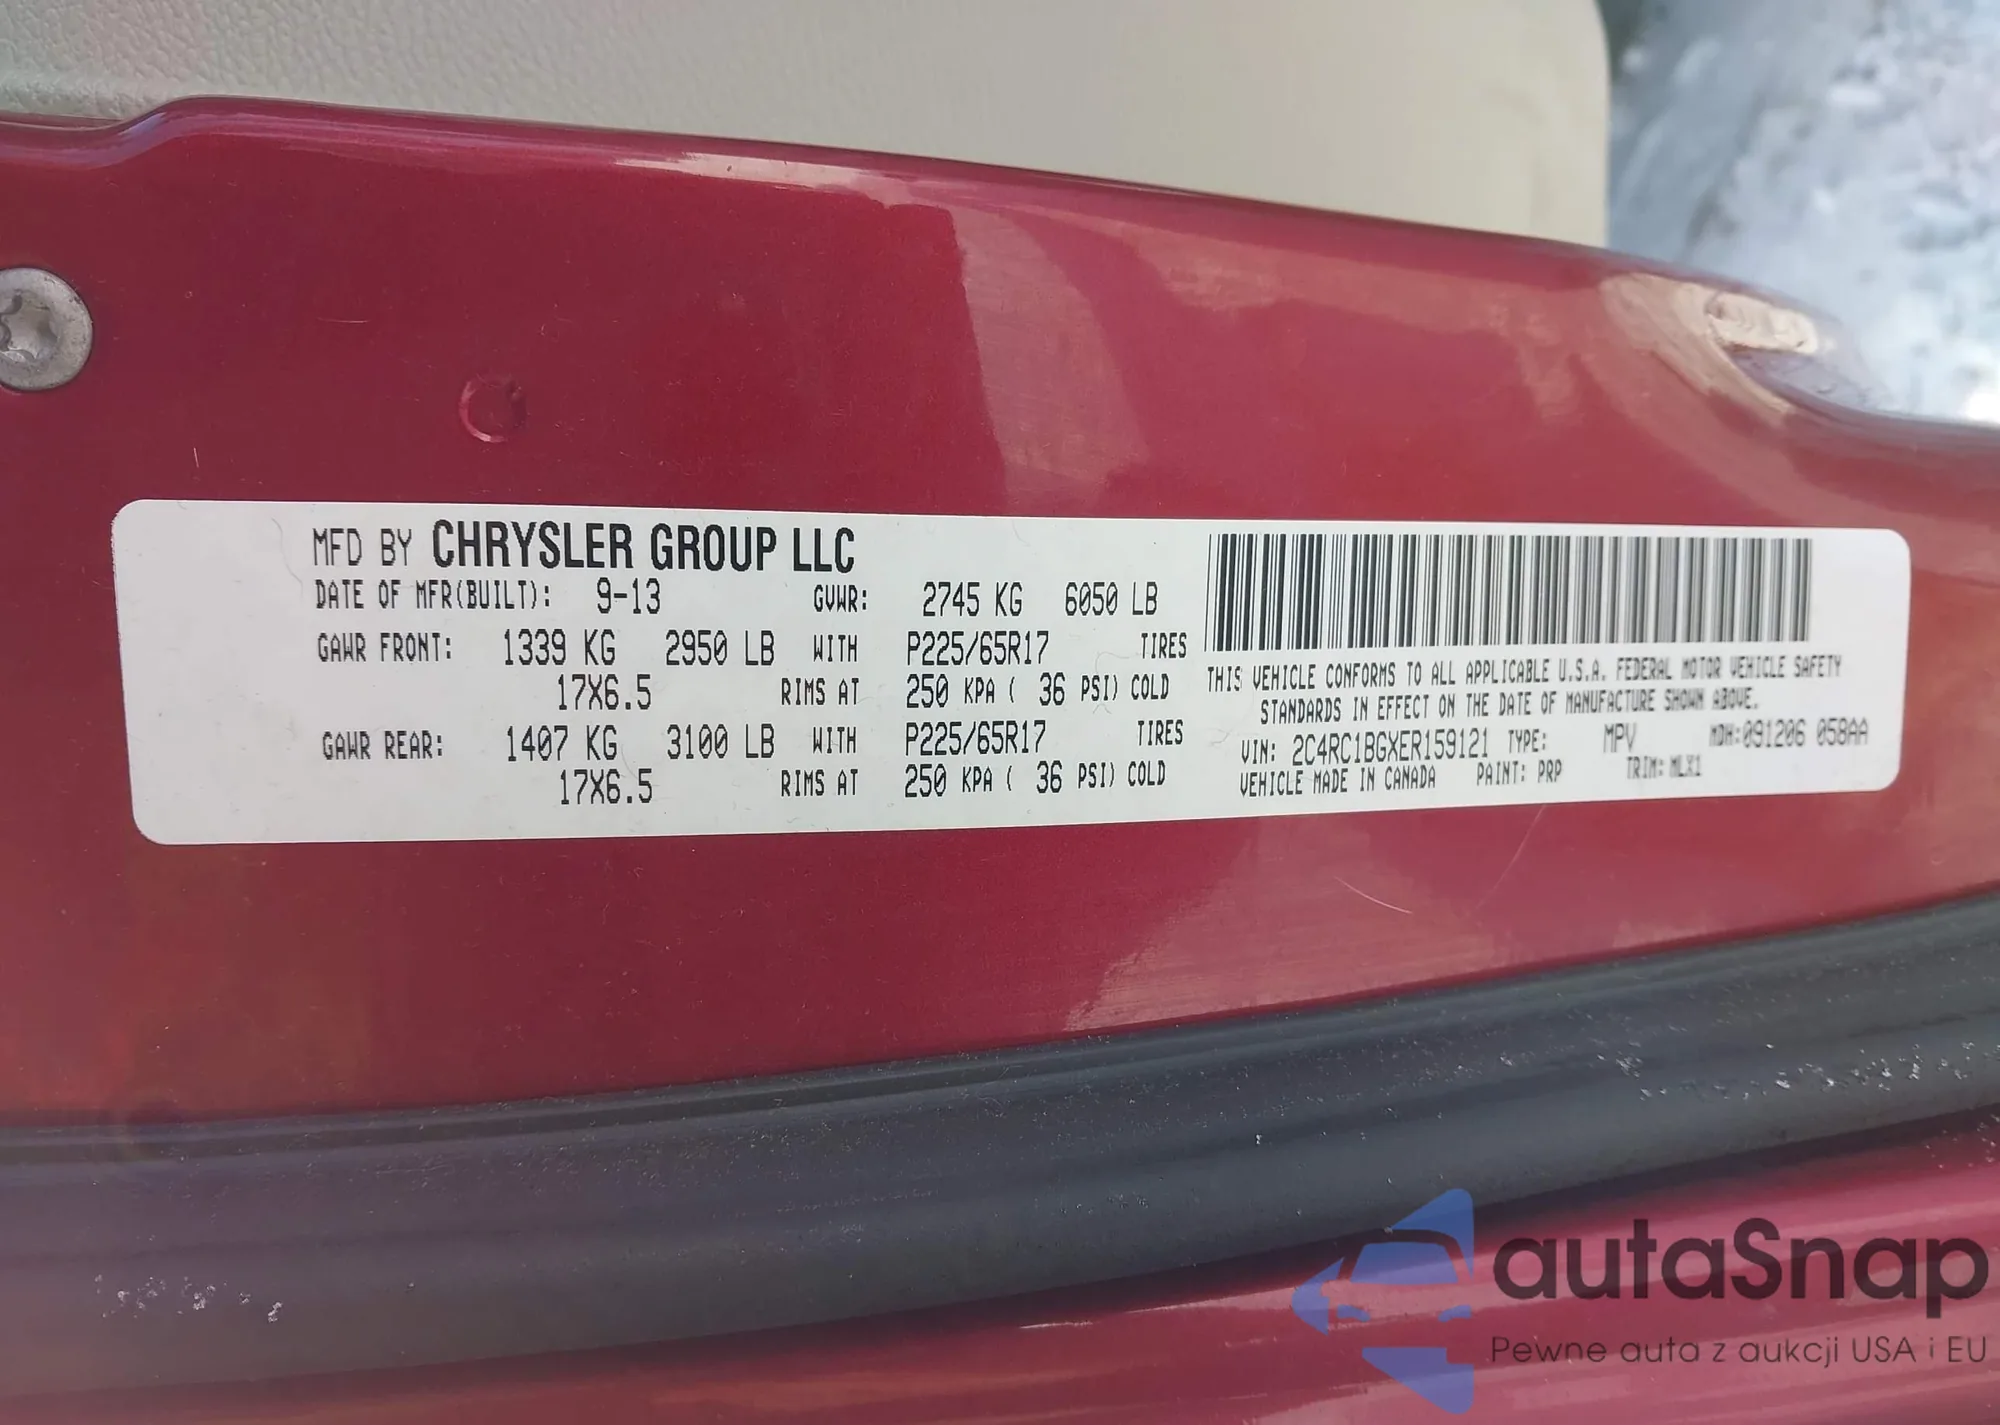 MFD BY CHRYSLER GROUP LLC
DATE OF MFR(BUILT): 9-13 GVWR: 2745 KG 6050 LB
GAWR FRONT: 1339 KG 2950 LB WITH P225/65R17 TIRES
17X6.5 RIMS AT 250 KPA ( 36 PSI) COLD
GAWR REAR: 1407 KG 3100 LB WITH P225/65R17 TIRES
17X6.5 RIMS AT 250 KPA ( 36 PSI) COLD
THIS VEHICLE CONFORMS TO ALL APPLICABLE U.S.A. FEDERAL MOTOR VEHICLE SAFETY
STANDARDS IN EFFECT ON THE DATE OF MANUFACTURE SHOWN ABOVE.
VIN: 2C4RC1BGXER159121 TYPE: MPV MDH:091206 058AA
VEHICLE MADE IN CANADA PAINT: PRP TRIM: MLX1
autaSnap
Pewne auta z aukcji USA i EU